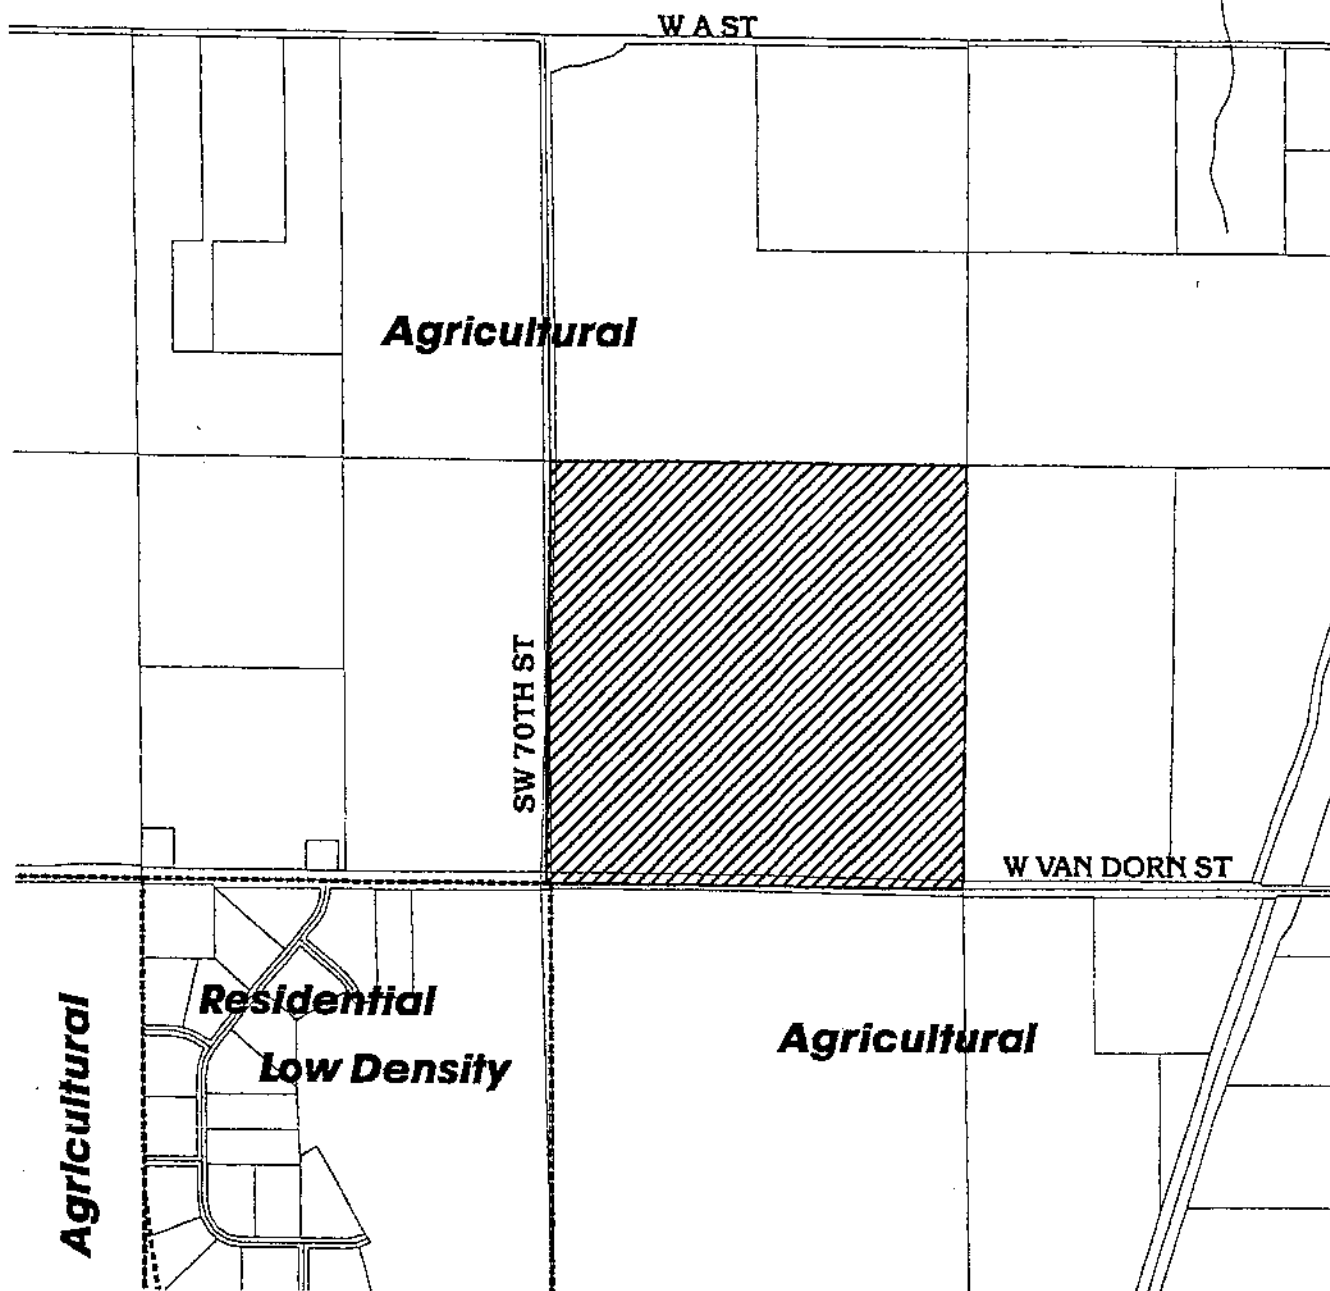 W A ST
Agricultural
SW 70TH ST
W VAN DORN ST
Residential
Low Density
Agricultural
Agricultural